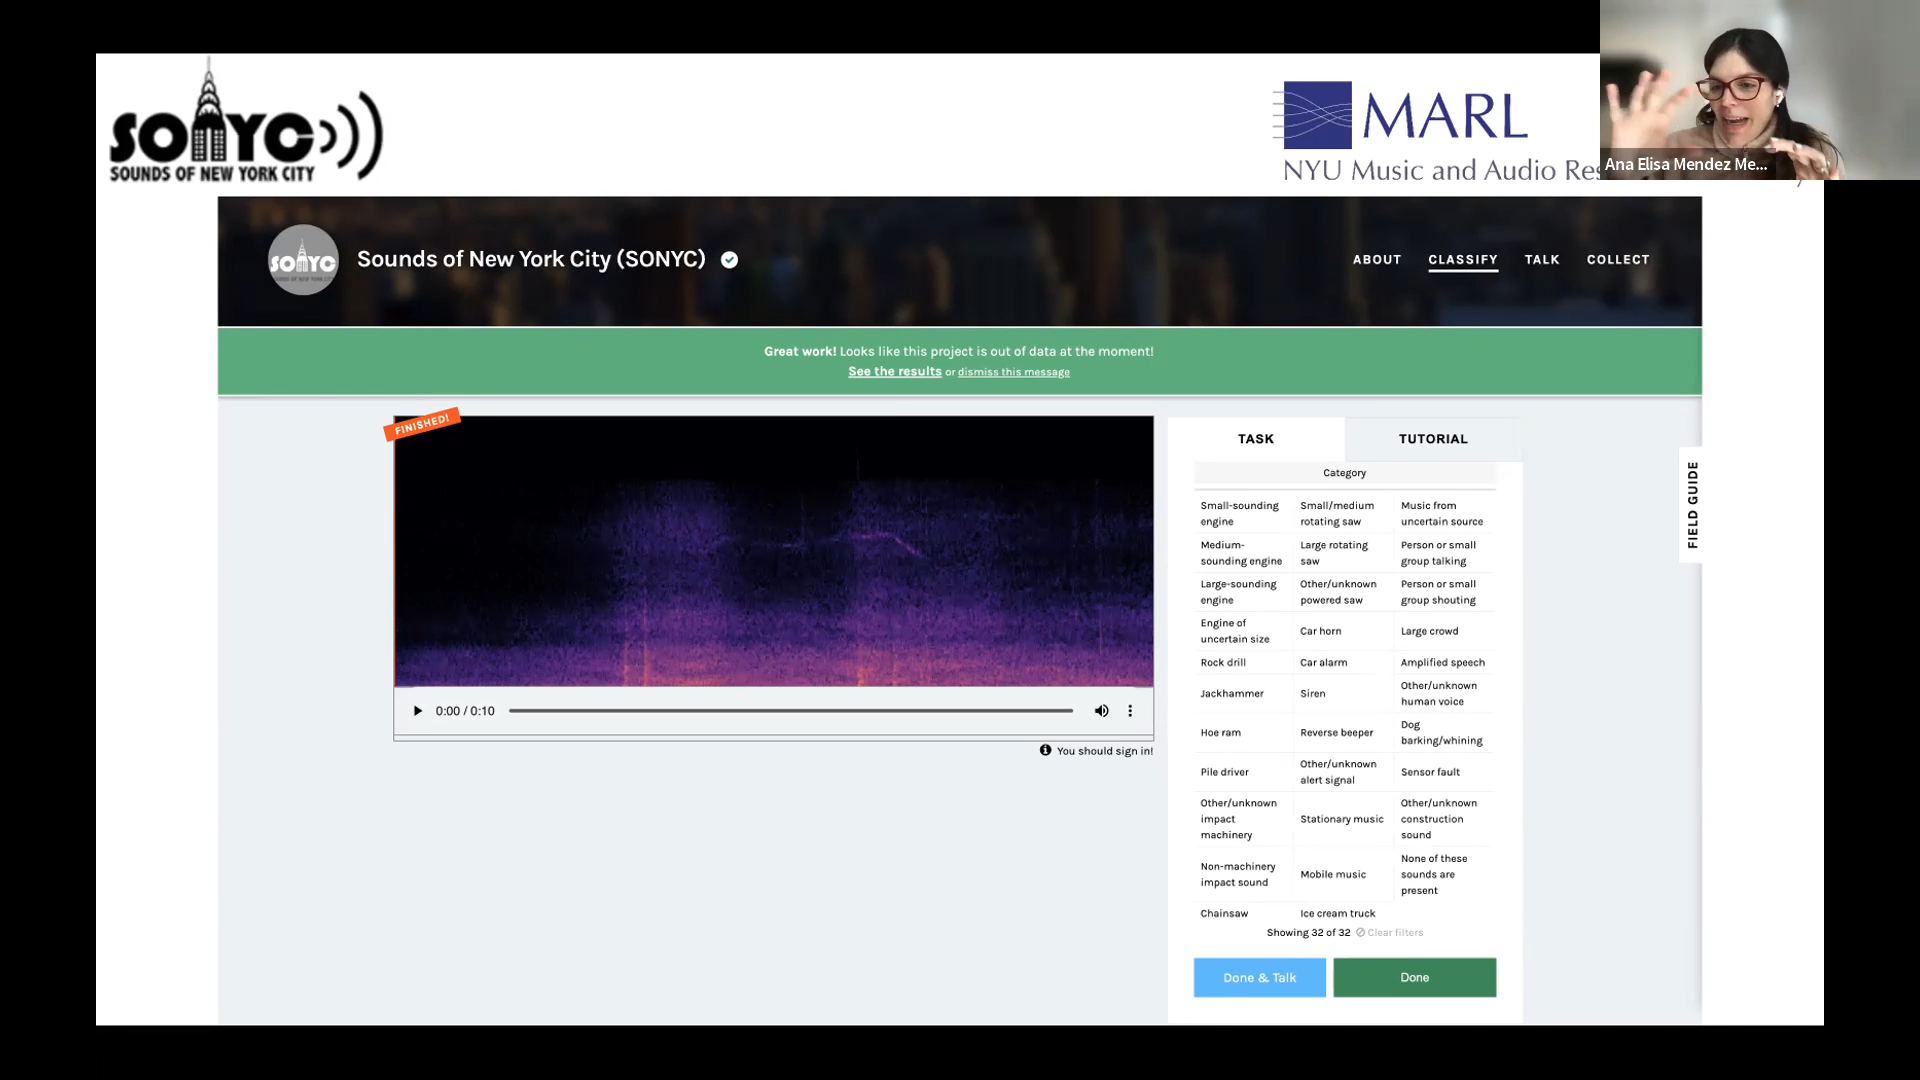 SONYC
SOUNDS OF NEW YORK CITY
MARL
NYU Music and Audio Res
Ana Elisa Mendez Me...
SONYC
Sounds of New York City (SONYC)
ABOUT
CLASSIFY
TALK
COLLECT
Great work! Looks like this project is out of data at the moment!
See the results or dismiss this message
FINISHED!
0:00 / 0:10
You should sign in!
TASK
TUTORIAL
Category
Small-sounding
engine
Small/medium
rotating saw
Music from
uncertain source
Medium-
sounding engine
Large rotating
saw
Person or small
group talking
Large-sounding
engine
Other/unknown
powered saw
Person or small
group shouting
Engine of
uncertain size
Car horn
Large crowd
Rock drill
Car alarm
Amplified speech
Jackhammer
Siren
Other/unknown
human voice
Hoe ram
Reverse beeper
Dog
barking/whining
Pile driver
Other/unknown
alert signal
Sensor fault
Other/unknown
impact
machinery
Stationary music
Other/unknown
construction
sound
Non-machinery
impact sound
Mobile music
None of these
sounds are
present
Chainsaw
Ice cream truck
Showing 32 of 32 Clear filters
Done & Talk
Done
FIELD GUIDE